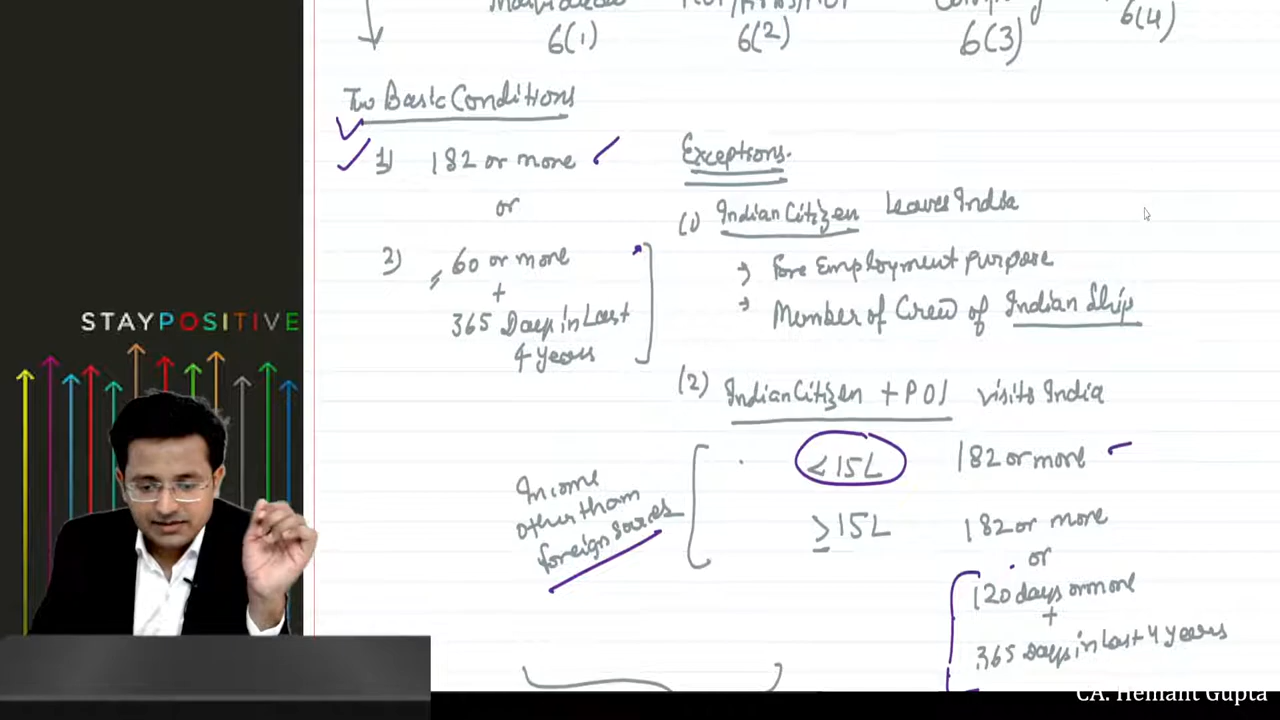 6(1) 6(2) 6(3) 6(4)
Two Basic Conditions
1) 182 or more
or
2) 60 or more
+
365 Days in Last
4 years
Exceptions.
(1) Indian Citizen Leaves India
→ For Employment purpose
→ Member of Crew of Indian Ship
(2) Indian Citizen + POI visits India
<15L 182 or more
>15L 182 or more
or
120 days or more
+
365 Days in Last 4 years
Income
other than
foreign sources
STAYPOSITIVE
CA. Hemant Gupta